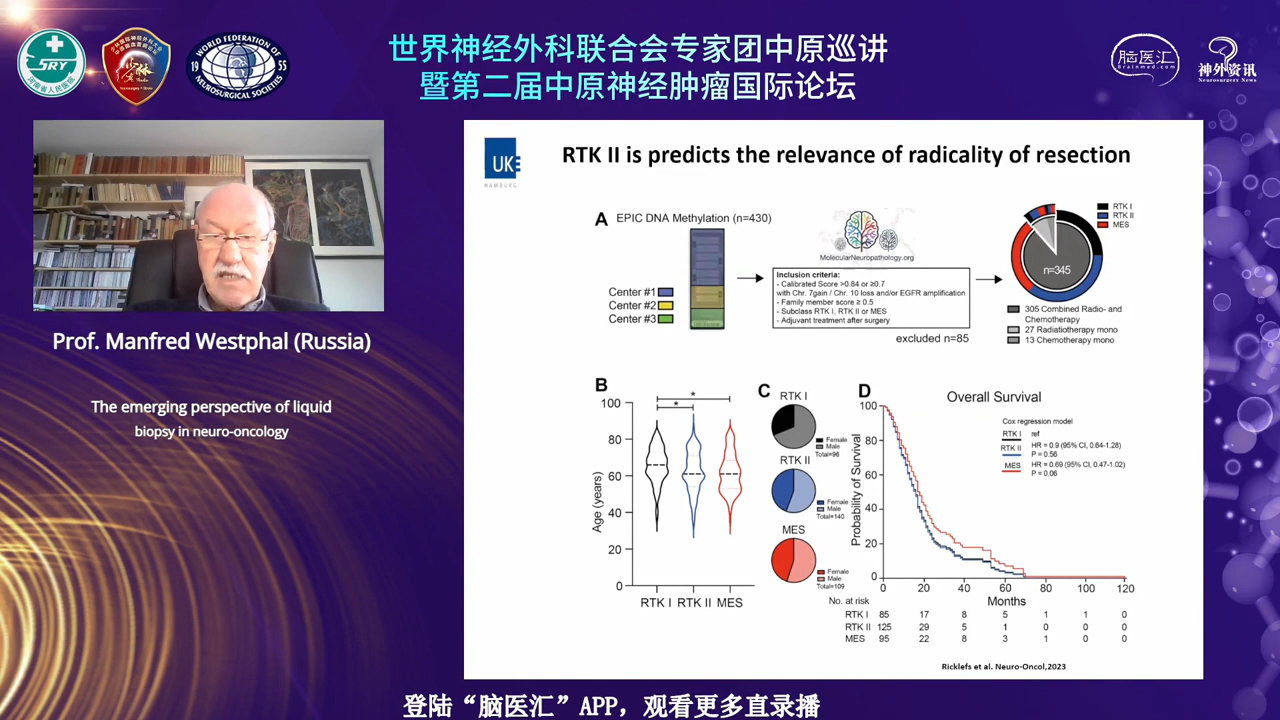 世界神经外科联合会专家团中原巡讲
暨第二届中原神经肿瘤国际论坛
SRY
河南省人民医院
WORLD FEDERATION OF
19 55
NEUROSURGICAL SOCIETIES
脑医汇
Brainmed.com
神外资讯
Neurosurgery News
Prof. Manfred Westphal (Russia)
The emerging perspective of liquid
biopsy in neuro-oncology
UKE
HAMBURG
RTK II is predicts the relevance of radicality of resection
A
EPIC DNA Methylation (n=430)
Center #1
Center #2
Center #3
MolecularNeuropathology.org
Inclusion criteria:
- Calibrated Score >0.84 or ≥0.7
with Chr. 7gain / Chr. 10 loss and/or EGFR amplification
- Family member score ≥ 0.5
- Subclass RTK I, RTK II or MES
- Adjuvant treatment after surgery
excluded n=85
n=345
RTK I
RTK II
MES
305 Combined Radio- and
Chemotherapy
27 Radiatiotherapy mono
13 Chemotherapy mono
B
Age (years)
100
80
60
40
20
0
* 
*
RTK I RTK II MES
C
RTK I
Female
Male
Total=96
RTK II
Female
Male
Total=140
MES
Female
Male
Total=109
D
Overall Survival
Probability of Survival
100
80
60
40
20
0
Cox regression model
RTK I ref
RTK II HR = 0.9 (95% CI, 0.64-1.28)
P = 0.56
MES HR = 0.69 (95% CI, 0.47-1.02)
P = 0.06
0 20 40 60 80 100 120
Months
No. at risk
RTK I 85 17 8 5 1 1 0
RTK II 125 29 5 1 0 0 0
MES 95 22 8 3 1 0 0
Ricklefs et al. Neuro-Oncol,2023
登陆“脑医汇”APP，观看更多直录播